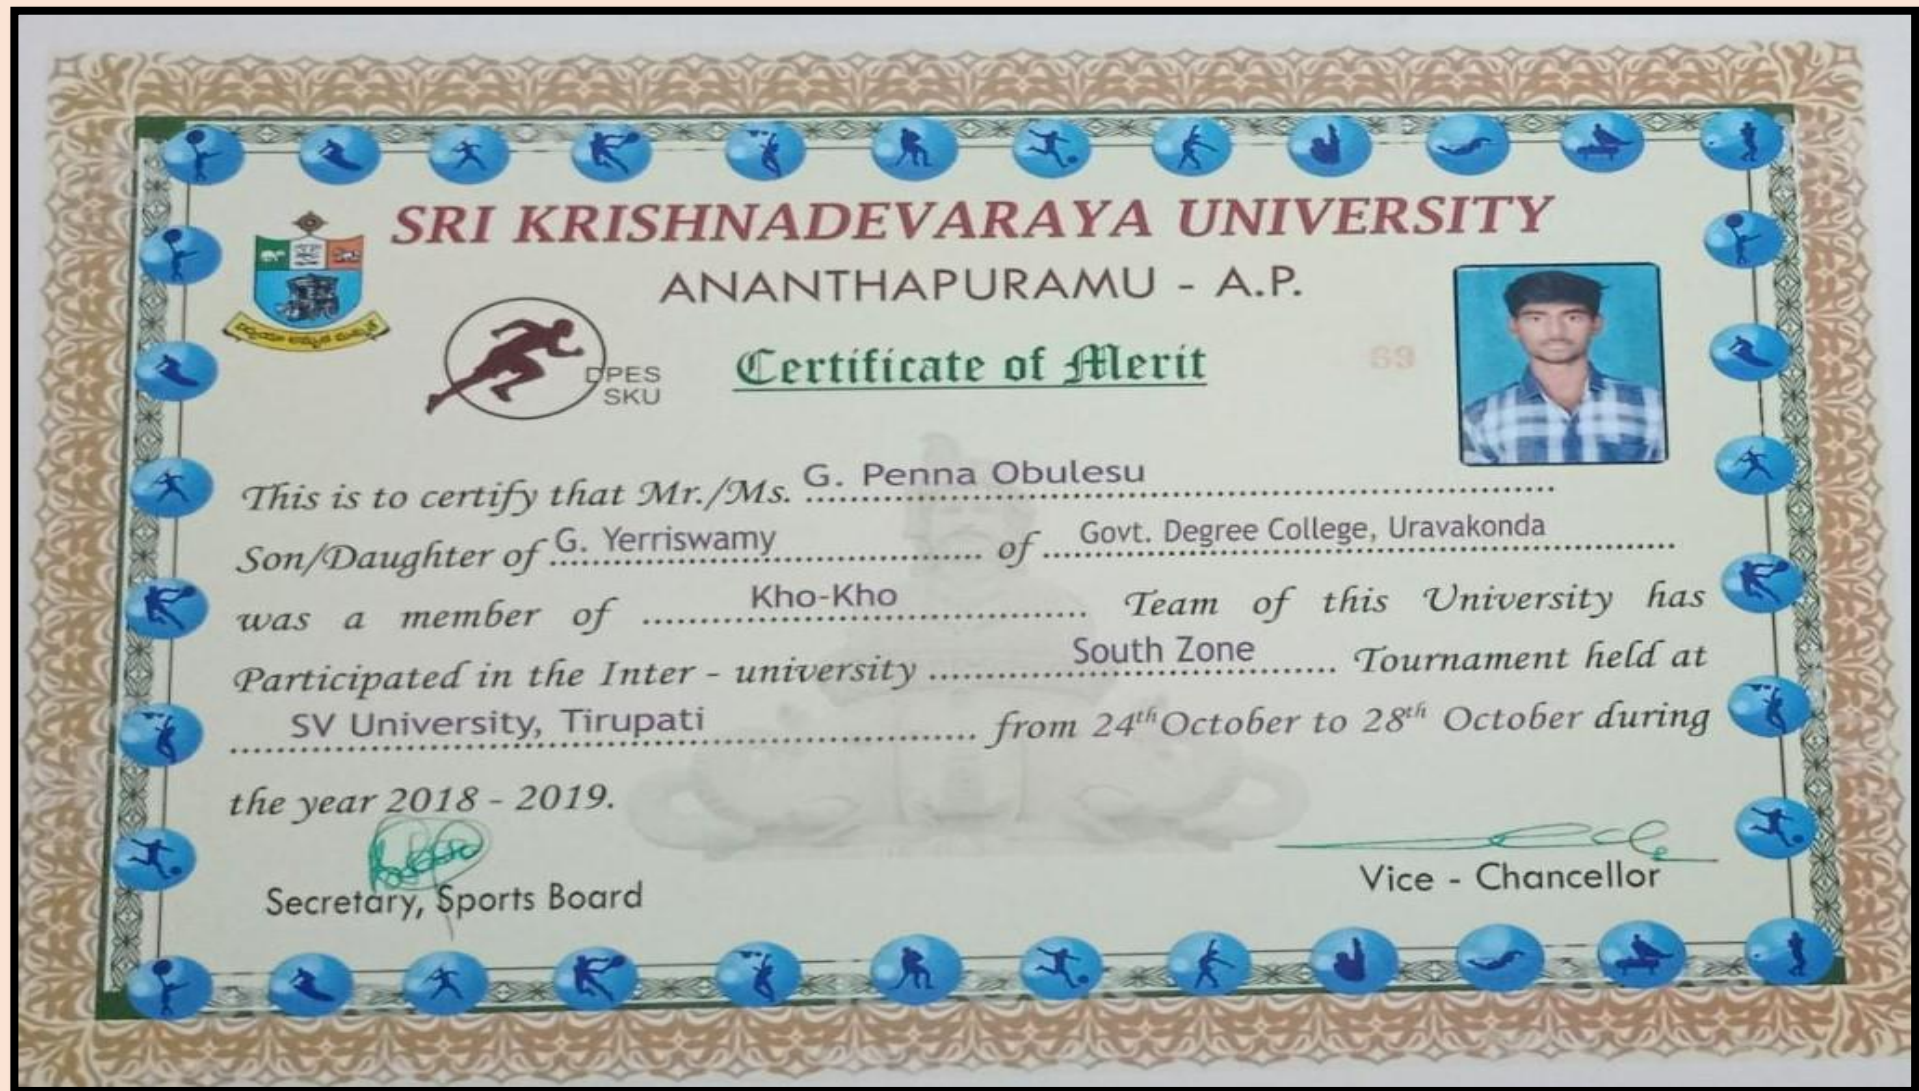 SRI KRISHNADEVARAYA UNIVERSITY
ANANTHAPURAMU - A.P.
DPES
SKU
Certificate of Merit
69
This is to certify that Mr./Ms. G. Penna Obulesu
Son/Daughter of G. Yerriswamy of Govt. Degree College, Uravakonda
was a member of Kho-Kho Team of this University has
Participated in the Inter - university South Zone Tournament held at
SV University, Tirupati from 24th October to 28th October during
the year 2018 - 2019.
Secretary, Sports Board
Vice - Chancellor